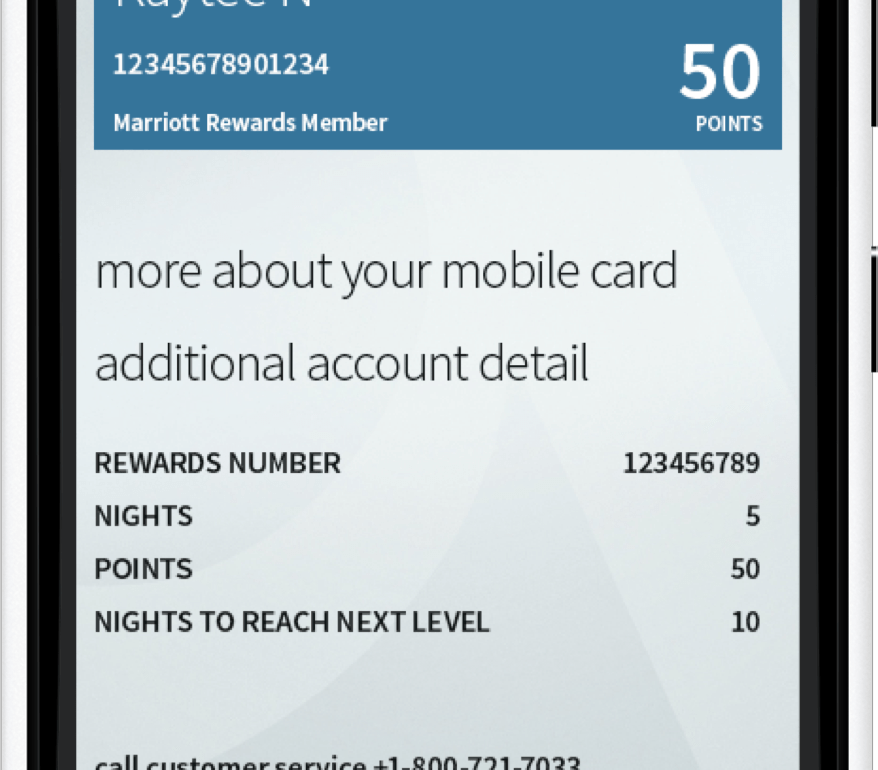 Kaylee N
12345678901234
50
Marriott Rewards Member
POINTS
more about your mobile card
additional account detail
REWARDS NUMBER 123456789
NIGHTS 5
POINTS 50
NIGHTS TO REACH NEXT LEVEL 10
call customer service +1-800-721-7033